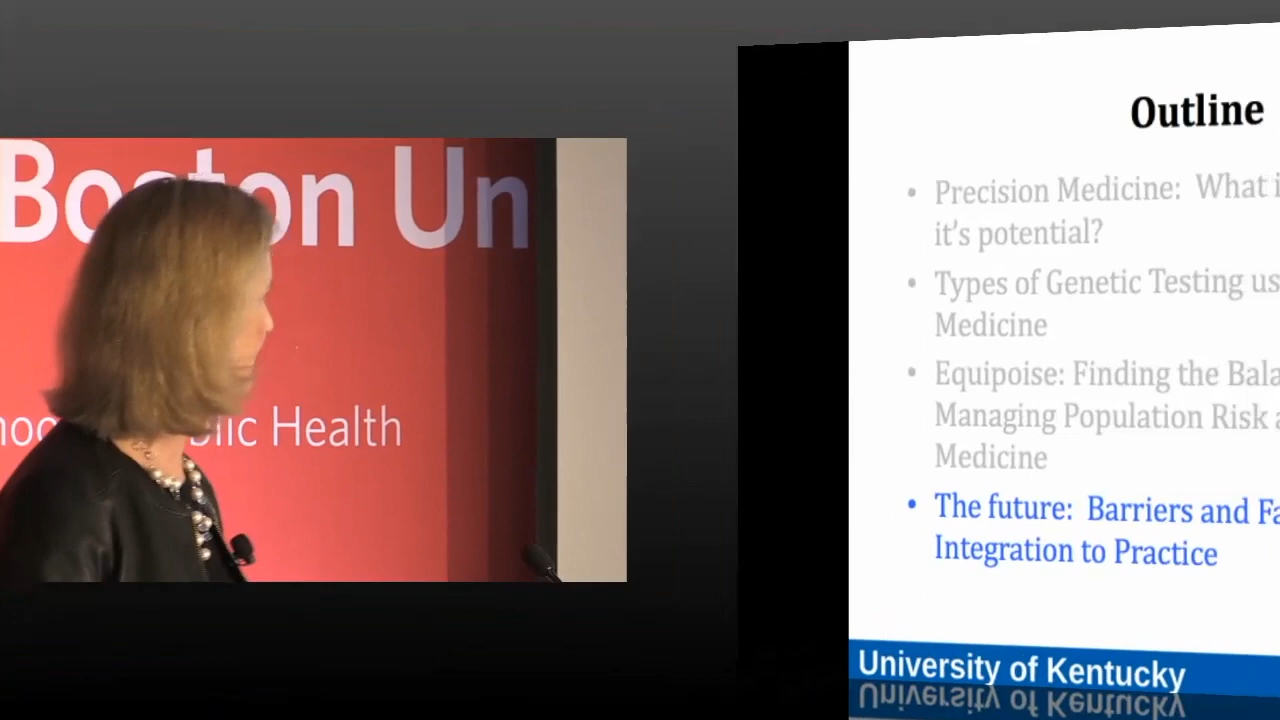 Boston Un
Public Health
Outline
• Precision Medicine: What i
it's potential?
• Types of Genetic Testing us
Medicine
• Equipoise: Finding the Bala
Managing Population Risk a
Medicine
• The future: Barriers and Fa
Integration to Practice
University of Kentucky